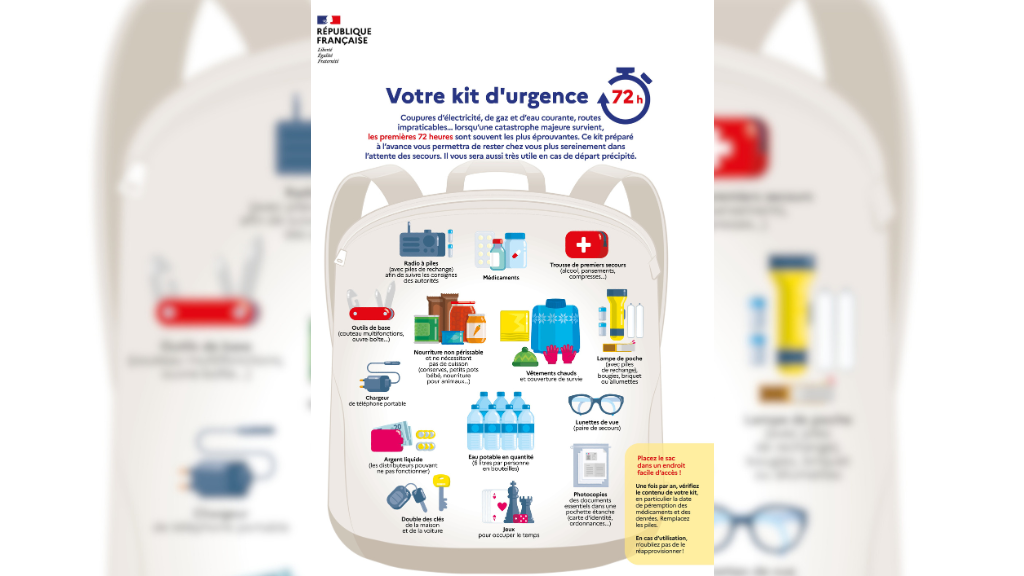 RÉPUBLIQUE
FRANÇAISE
Liberté
Égalité
Fraternité
Votre kit d'urgence 72h
Coupures d'électricité, de gaz et d'eau courante, routes
impraticables... lorsqu'une catastrophe majeure survient,
les premières 72 heures sont souvent les plus éprouvantes. Ce kit préparé
à l'avance vous permettra de rester chez vous plus sereinement dans
l'attente des secours. Il vous sera aussi très utile en cas de départ précipité.
Radio à piles
(avec piles de rechange)
afin de suivre les consignes
des autorités
Médicaments
Trousse de premiers secours
(alcool, pansements,
compresses...)
Outils de base
(couteau multifonctions,
ouvre boîte...)
Nourriture non périssable
et ne nécessitant
pas de cuisson
(conserves, petits pots
bébé, nourriture
pour animaux...)
Vêtements chauds
et couverture de survie
Lampe de poche
(avec piles
de rechange),
bougies, briquet
ou allumettes
Chargeur
de téléphone portable
Lunettes de vue
(paire de secours)
Argent liquide
(les distributeurs pouvant
ne pas fonctionner)
Eau potable en quantité
(6 litres par personne
en bouteilles)
Double des clés
de la maison
et de la voiture
Jeux
pour occuper le temps
Photocopies
des documents
essentiels dans une
pochette étanche
(carte d'identité,
ordonnances...)
Placez le sac
dans un endroit
facile d'accès !
Une fois par an, vérifiez
le contenu de votre kit,
en particulier la date
de péremption des
médicaments et des
denrées. Remplacez
les piles.
En cas d'utilisation,
n'oubliez pas de le
réapprovisionner !